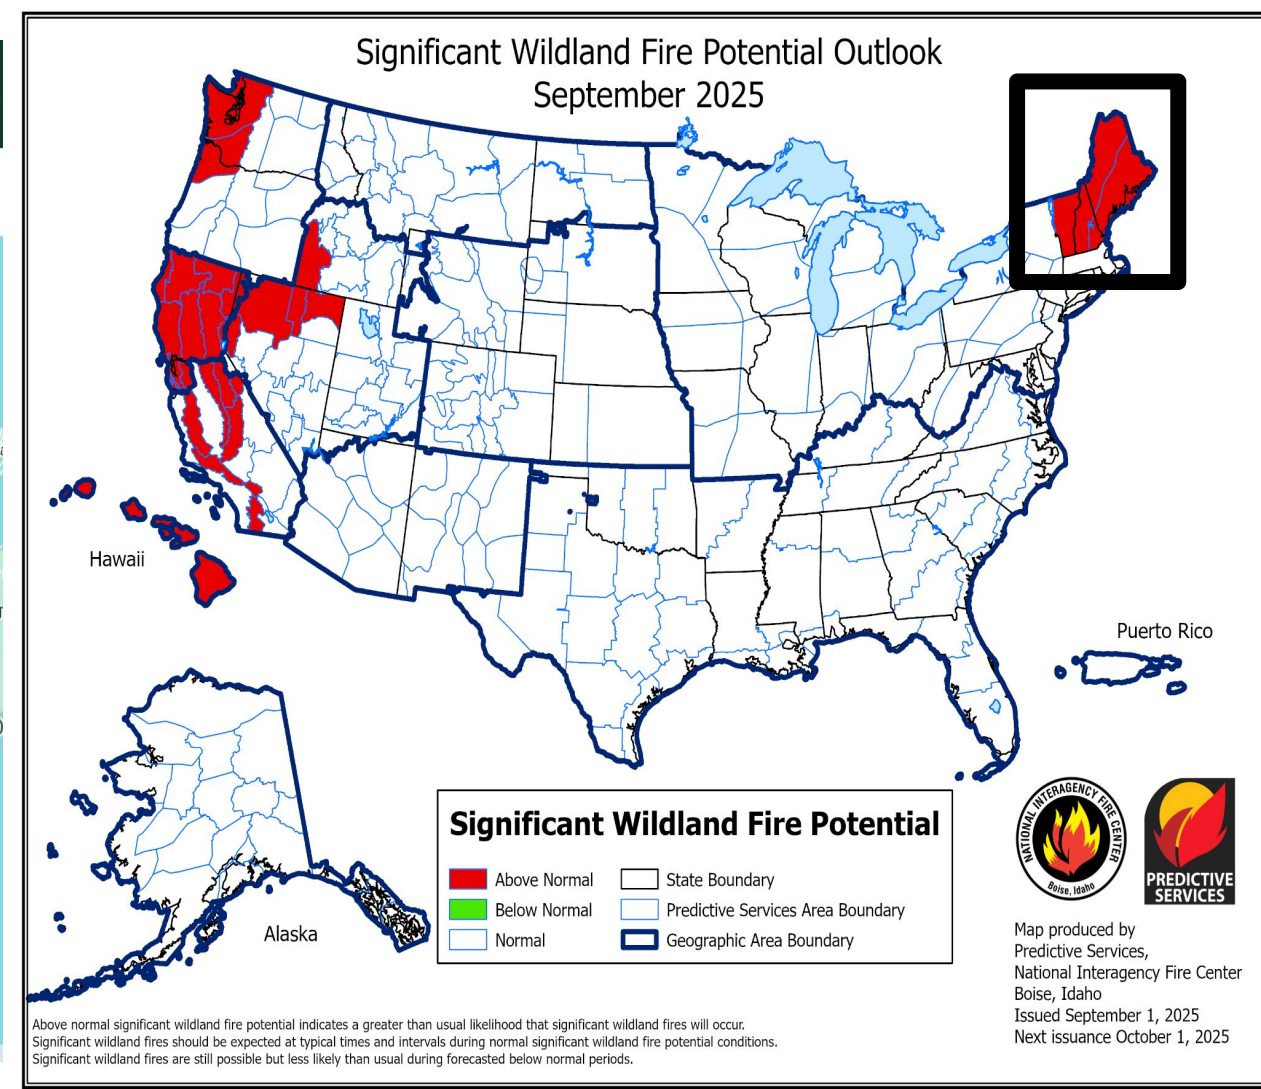 Significant Wildland Fire Potential Outlook
September 2025
Hawaii
Puerto Rico
Alaska
Significant Wildland Fire Potential
Above Normal
State Boundary
Below Normal
Predictive Services Area Boundary
Normal
Geographic Area Boundary
NATIONAL INTERAGENCY FIRE CENTER
Boise, Idaho
PREDICTIVE
SERVICES
Map produced by
Predictive Services,
National Interagency Fire Center
Boise, Idaho
Issued September 1, 2025
Next issuance October 1, 2025
Above normal significant wildland fire potential indicates a greater than usual likelihood that significant wildland fires will occur.
Significant wildland fires should be expected at typical times and intervals during normal significant wildland fire potential conditions.
Significant wildland fires are still possible but less likely than usual during forecasted below normal periods.